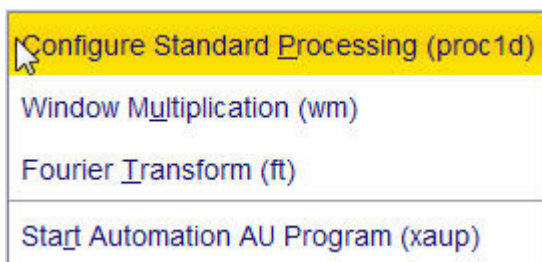 Configure Standard Processing (proc1d)
Window Multiplication (wm)
Fourier Transform (ft)
Start Automation AU Program (xaup)